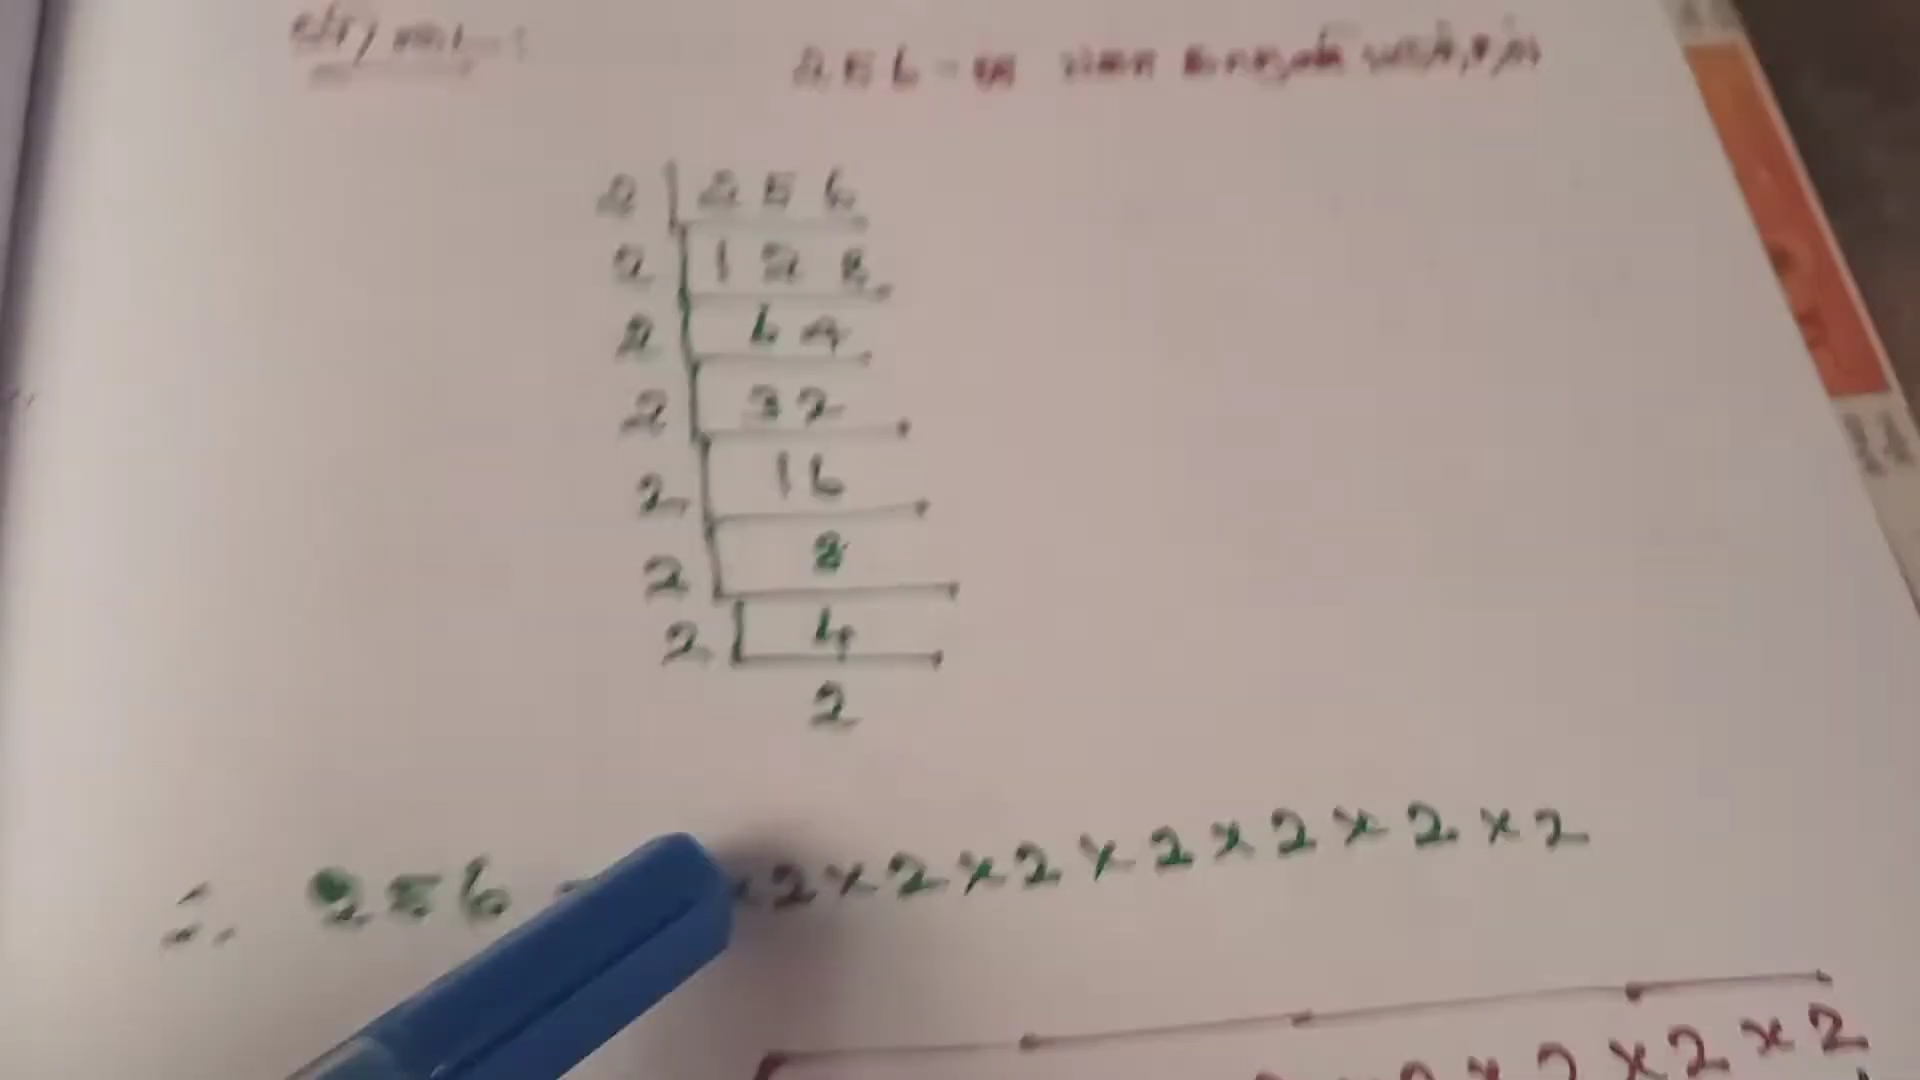 256
2 | 256
2 | 128
2 | 64
2 | 32
2 | 16
2 | 8
2 | 4
2
∴ 256 = ×2×2×2×2×2×2×2
×2×2×2